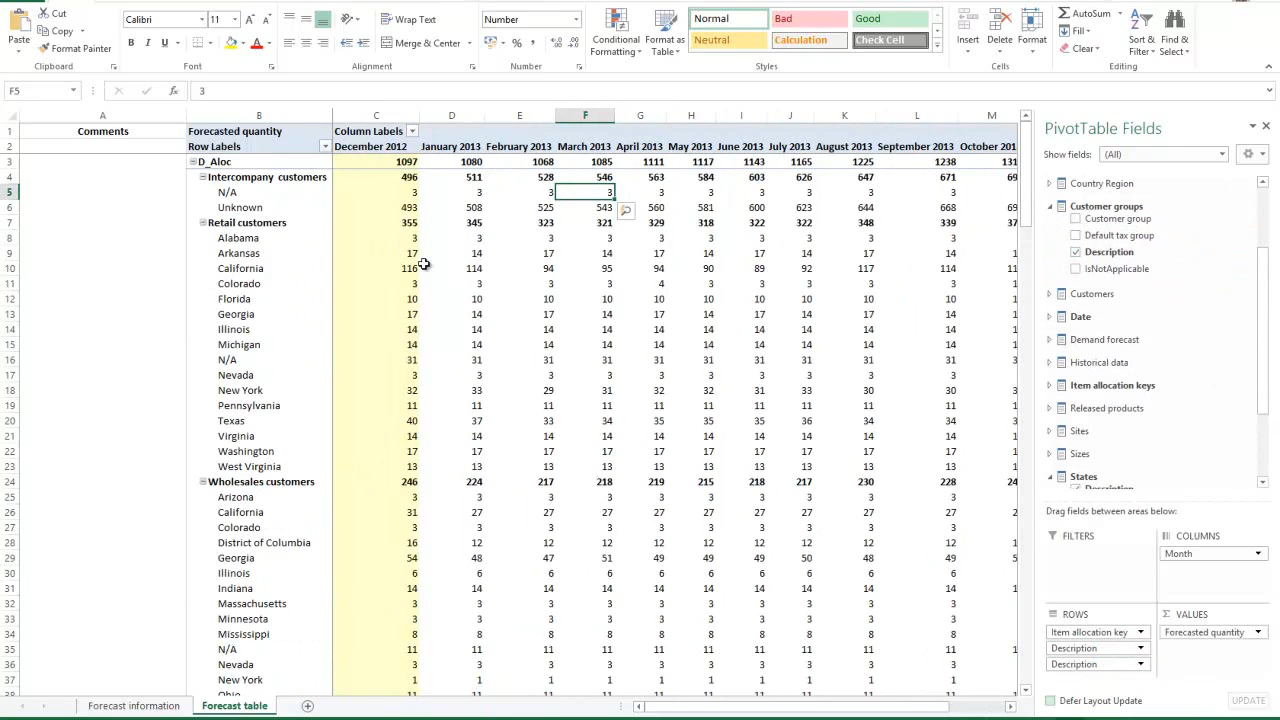 Cut
Copy
Format Painter
Paste
Clipboard
Calibri 11
B I U
Font
Wrap Text
Merge & Center
Alignment
Number
$ % ,
Number
Conditional Formatting
Format as Table
Normal Bad Good
Neutral Calculation Check Cell
Styles
Insert Delete Format
Cells
AutoSum
Fill
Clear
Sort & Filter
Find & Select
Editing
F5 fx 3
A B C D E F G H I J K L M
1 Comments Forecasted quantity Column Labels
2 Row Labels December 2012 January 2013 February 2013 March 2013 April 2013 May 2013 June 2013 July 2013 August 2013 September 2013 October 201
3 D_Aloc 1097 1080 1068 1085 1111 1117 1143 1165 1225 1238 131
4 Intercompany customers 496 511 528 546 563 584 603 626 647 671 69
5 N/A 3 3 3 3 3 3 3 3 3 3
6 Unknown 493 508 525 543 560 581 600 623 644 668 69
7 Retail customers 355 345 323 321 329 318 322 322 348 339 37
8 Alabama 3 3 3 3 3 3 3 3 3 3
9 Arkansas 17 14 17 14 17 14 17 14 17 14 1
10 California 116 114 94 95 94 90 89 92 117 114 11
11 Colorado 3 3 3 3 4 3 3 3 3 3 1
12 Florida 10 10 10 10 10 10 10 10 10 10 1
13 Georgia 17 14 17 14 17 14 17 14 17 14 1
14 Illinois 14 14 14 14 14 14 14 14 14 14 1
15 Michigan 14 14 14 14 14 14 14 14 14 14 1
16 N/A 31 31 31 31 31 31 31 31 31 31 3
17 Nevada 3 3 3 3 3 3 3 3 3 3
18 New York 32 33 29 31 32 32 31 33 30 30 3
19 Pennsylvania 11 11 11 11 11 11 11 11 11 11 1
20 Texas 40 37 33 34 35 35 36 34 34 34 3
21 Virginia 14 14 14 14 14 14 14 14 14 14 1
22 Washington 17 17 17 17 17 17 17 17 17 17 1
23 West Virginia 13 13 13 13 13 13 13 13 13 13 1
24 Wholesales customers 246 224 217 218 219 215 218 217 230 228 24
25 Arizona 3 3 3 3 3 3 3 3 3 3
26 California 31 27 27 27 27 27 27 27 27 27 2
27 Colorado 3 3 3 3 3 3 3 3 3 3
28 District of Columbia 16 12 12 12 12 12 12 12 12 12 1
29 Georgia 54 48 47 51 49 49 49 50 48 49 5
30 Illinois 6 6 6 6 6 6 6 6 6 6
31 Indiana 14 14 14 14 14 14 14 14 14 14 1
32 Massachusetts 3 3 3 3 3 3 3 3 3 3
33 Minnesota 3 3 3 3 3 3 3 3 3 3
34 Mississippi 8 8 8 8 8 8 8 8 8 8
35 N/A 11 11 11 11 11 11 11 11 11 11 1
36 Nevada 3 3 3 3 3 3 3 3 3 3
37 New York 1 1 1 1 1 1 1 1 1 1
38 Ohio 11 11 11 11 11 11 11 11 11 11 1
Forecast information Forecast table
PivotTable Fields
Show fields: (All)
Country Region
Customer groups
Customer group
Default tax group
Description
IsNotApplicable
Customers
Date
Demand forecast
Historical data
Item allocation keys
Released products
Sites
Sizes
States
Description
Drag fields between areas below:
FILTERS COLUMNS
Month
ROWS Σ VALUES
Item allocation key Forecasted quantity
Description
Description
Defer Layout Update UPDATE